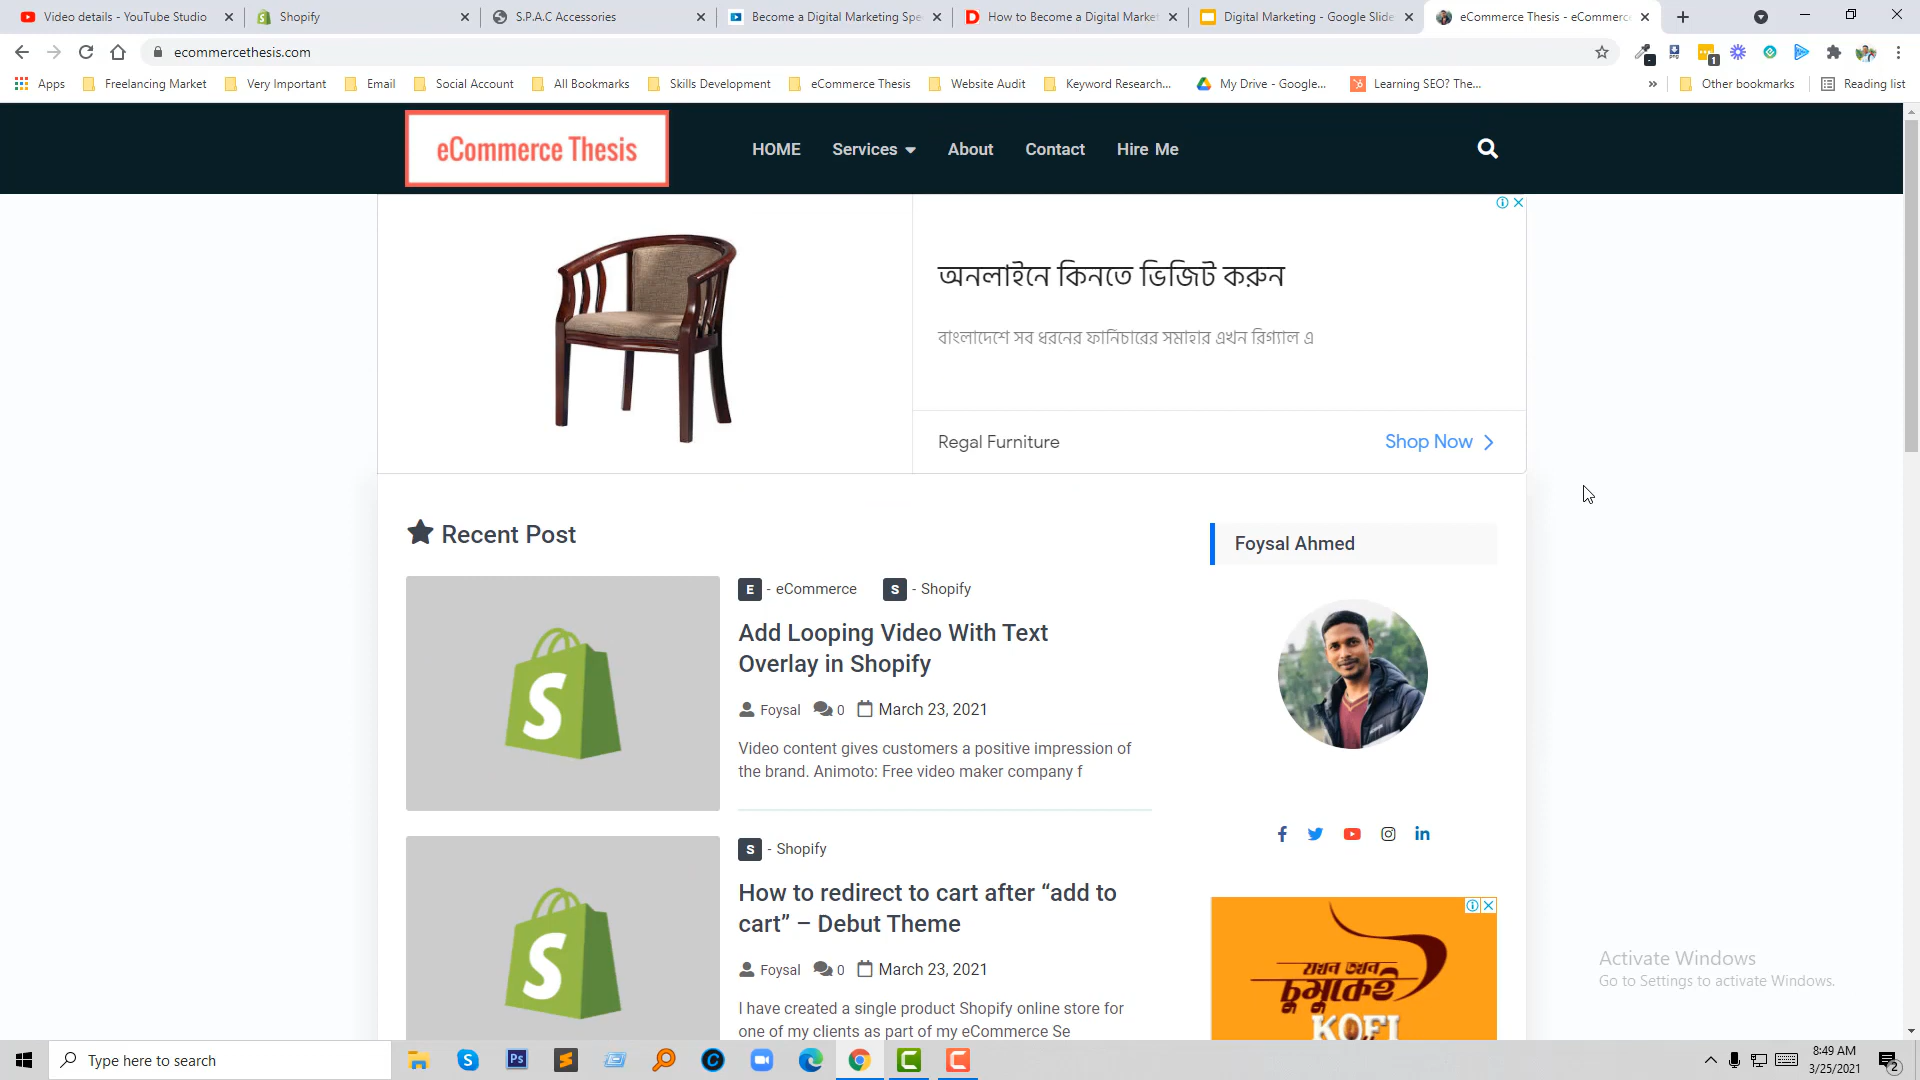 Video details - YouTube Studio
Shopify
S.P.A.C Accessories
Become a Digital Marketing Spe
How to Become a Digital Market
Digital Marketing - Google Slide
eCommerce Thesis - eCommerce
ecommercethesis.com
1
Apps
Freelancing Market
Very Important
Email
Social Account
All Bookmarks
Skills Development
eCommerce Thesis
Website Audit
Keyword Research...
My Drive - Google...
Learning SEO? The...
»
Other bookmarks
Reading list
eCommerce Thesis
HOME
Services
About
Contact
Hire Me
অনলাইনে কিনতে ভিজিট করুন
বাংলাদেশে সব ধরনের ফার্নিচারের সমাহার এখন রিগ্যাল এ
Regal Furniture
Shop Now
Recent Post
Foysal Ahmed
E - eCommerce
S - Shopify
Add Looping Video With Text
Overlay in Shopify
Foysal
0
March 23, 2021
Video content gives customers a positive impression of
the brand. Animoto: Free video maker company f
S - Shopify
How to redirect to cart after “add to
cart” – Debut Theme
Foysal
0
March 23, 2021
I have created a single product Shopify online store for
one of my clients as part of my eCommerce Se
যখন তখন
চুমুকেই
KOFI
Activate Windows
Go to Settings to activate Windows.
Type here to search
Ps
8:49 AM
3/25/2021
2